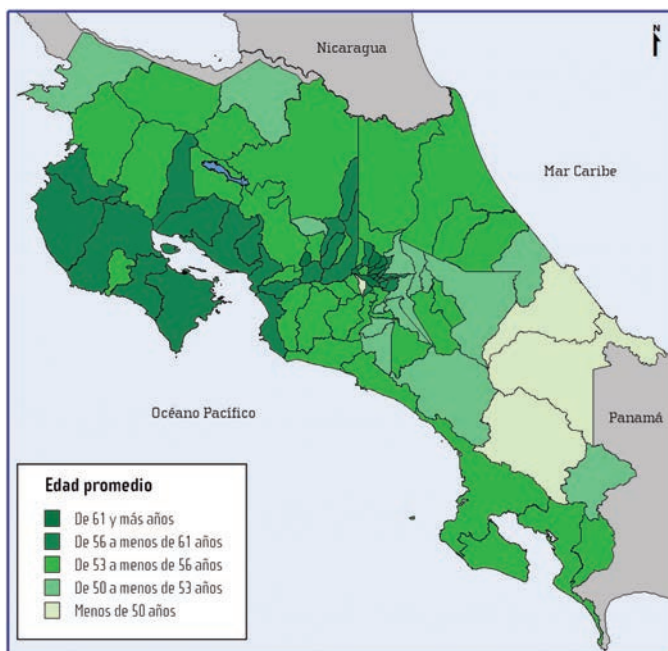 Nicaragua
N
Mar Caribe
Océano Pacífico
Panamá
Edad promedio
De 61 y más años
De 56 a menos de 61 años
De 53 a menos de 56 años
De 50 a menos de 53 años
Menos de 50 años